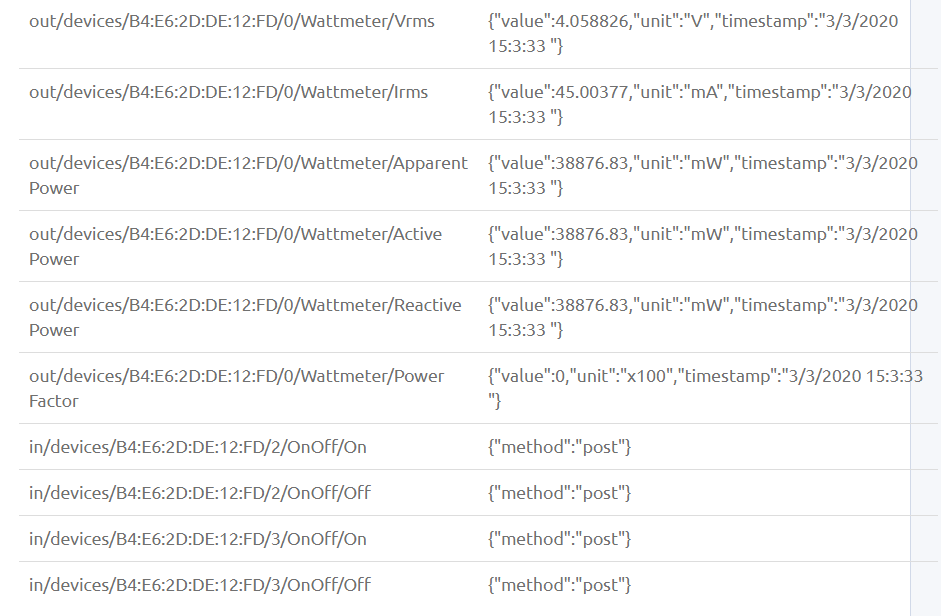 out/devices/B4:E6:2D:DE:12:FD/0/Wattmeter/Vrms {"value":4.058826,"unit":"V","timestamp":"3/3/2020
15:3:33 "}
out/devices/B4:E6:2D:DE:12:FD/0/Wattmeter/Irms {"value":45.00377,"unit":"mA","timestamp":"3/3/2020
15:3:33 "}
out/devices/B4:E6:2D:DE:12:FD/0/Wattmeter/Apparent {"value":38876.83,"unit":"mW","timestamp":"3/3/2020
Power 15:3:33 "}
out/devices/B4:E6:2D:DE:12:FD/0/Wattmeter/Active {"value":38876.83,"unit":"mW","timestamp":"3/3/2020
Power 15:3:33 "}
out/devices/B4:E6:2D:DE:12:FD/0/Wattmeter/Reactive {"value":38876.83,"unit":"mW","timestamp":"3/3/2020
Power 15:3:33 "}
out/devices/B4:E6:2D:DE:12:FD/0/Wattmeter/Power {"value":0,"unit":"x100","timestamp":"3/3/2020 15:3:33
Factor "}
in/devices/B4:E6:2D:DE:12:FD/2/OnOff/On {"method":"post"}
in/devices/B4:E6:2D:DE:12:FD/2/OnOff/Off {"method":"post"}
in/devices/B4:E6:2D:DE:12:FD/3/OnOff/On {"method":"post"}
in/devices/B4:E6:2D:DE:12:FD/3/OnOff/Off {"method":"post"}